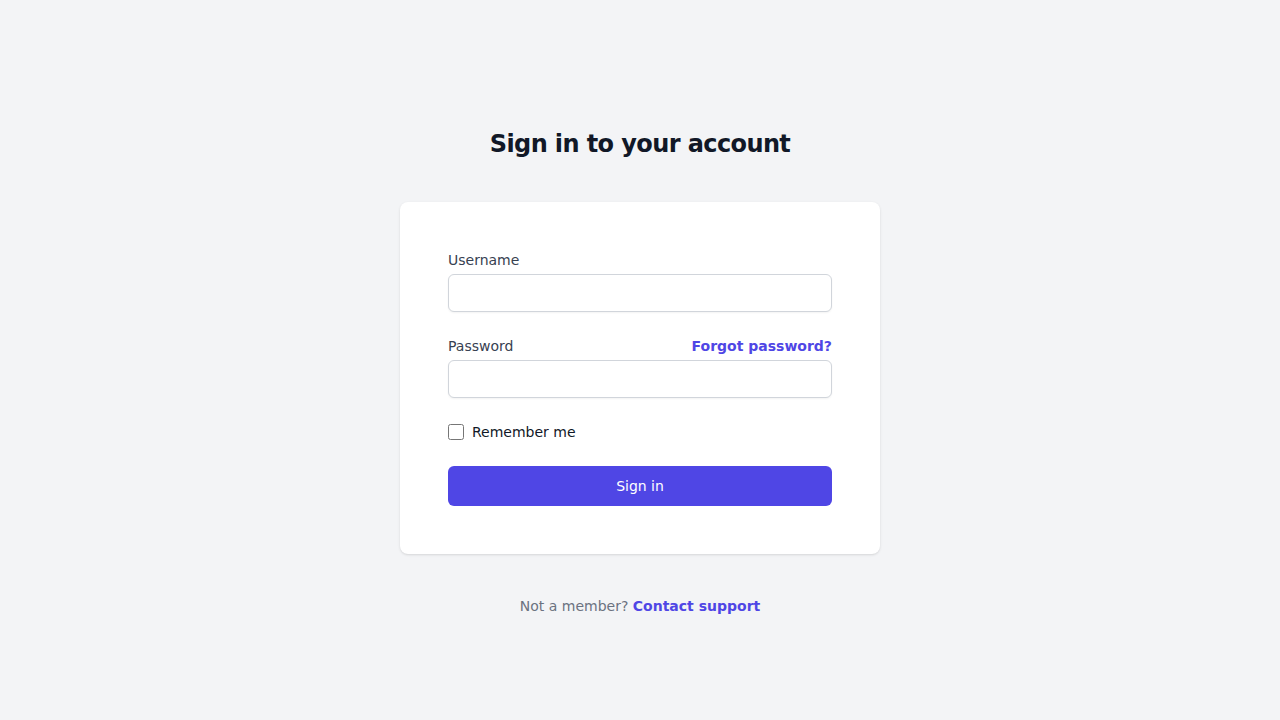 Sign in to your account
Username
Password Forgot password?
Remember me
Sign in
Not a member? Contact support